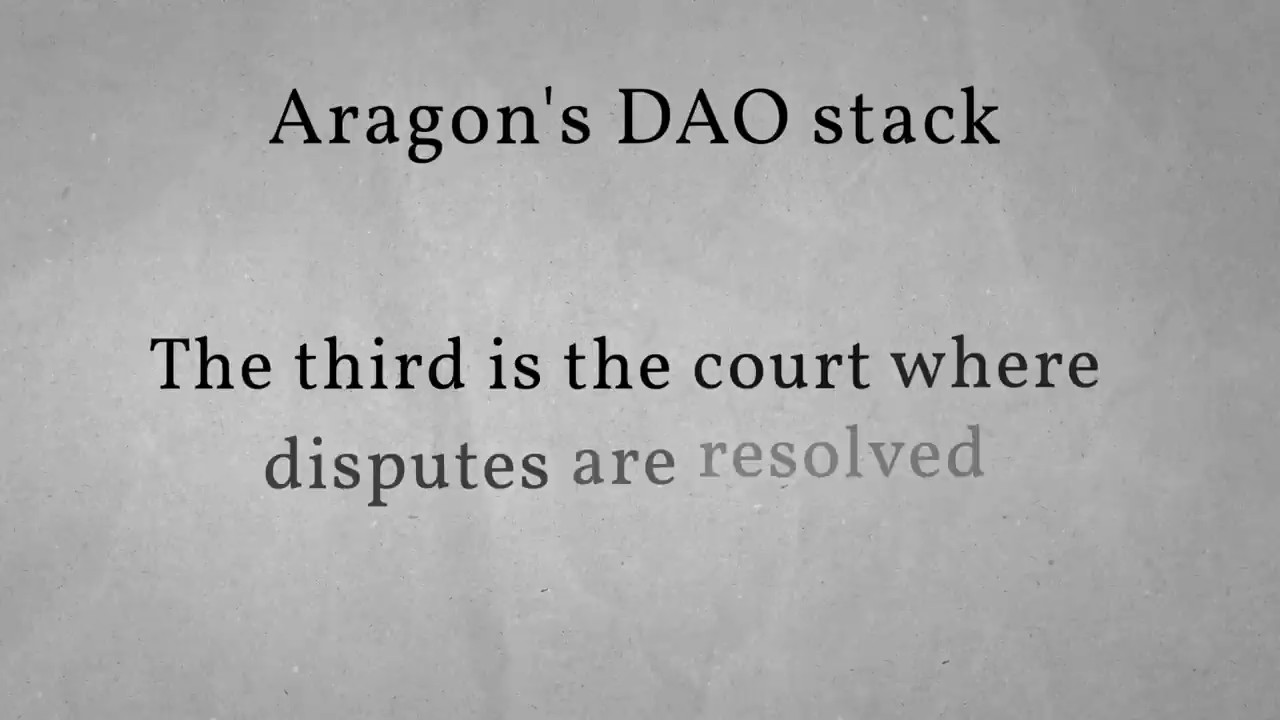 Aragon's DAO stack
The third is the court where
disputes are resolved